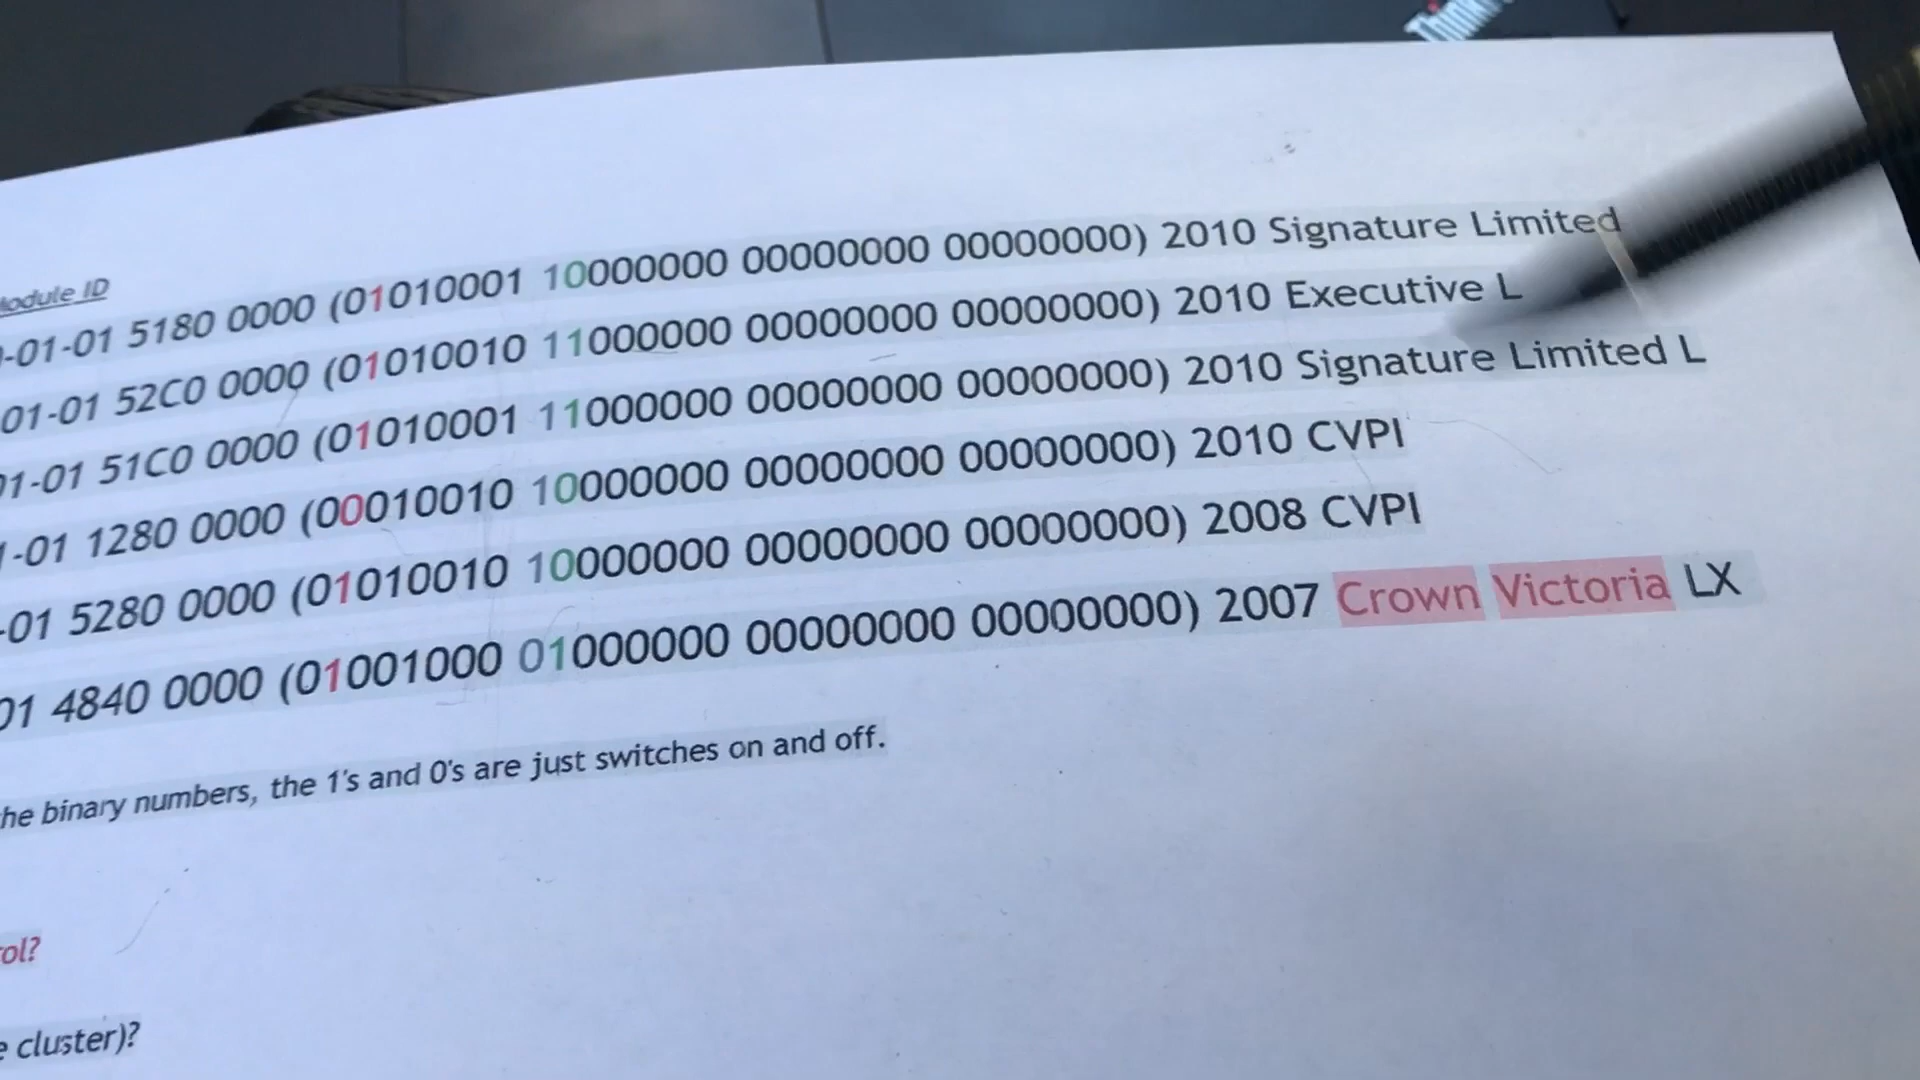 Think
Module ID
-01-01 5180 0000 (01010001 10000000 00000000 00000000) 2010 Signature Limited
01-01 52C0 0000 (01010010 11000000 00000000 00000000) 2010 Executive L
01-01 51C0 0000 (01010001 11000000 00000000 00000000) 2010 Signature Limited L
-01 1280 0000 (00010010 10000000 00000000 00000000) 2010 CVPI
-01 5280 0000 (01010010 10000000 00000000 00000000) 2008 CVPI
01 4840 0000 (01001000 01000000 00000000 00000000) 2007 Crown Victoria LX
the binary numbers, the 1's and 0's are just switches on and off.
rol?
cluster)?